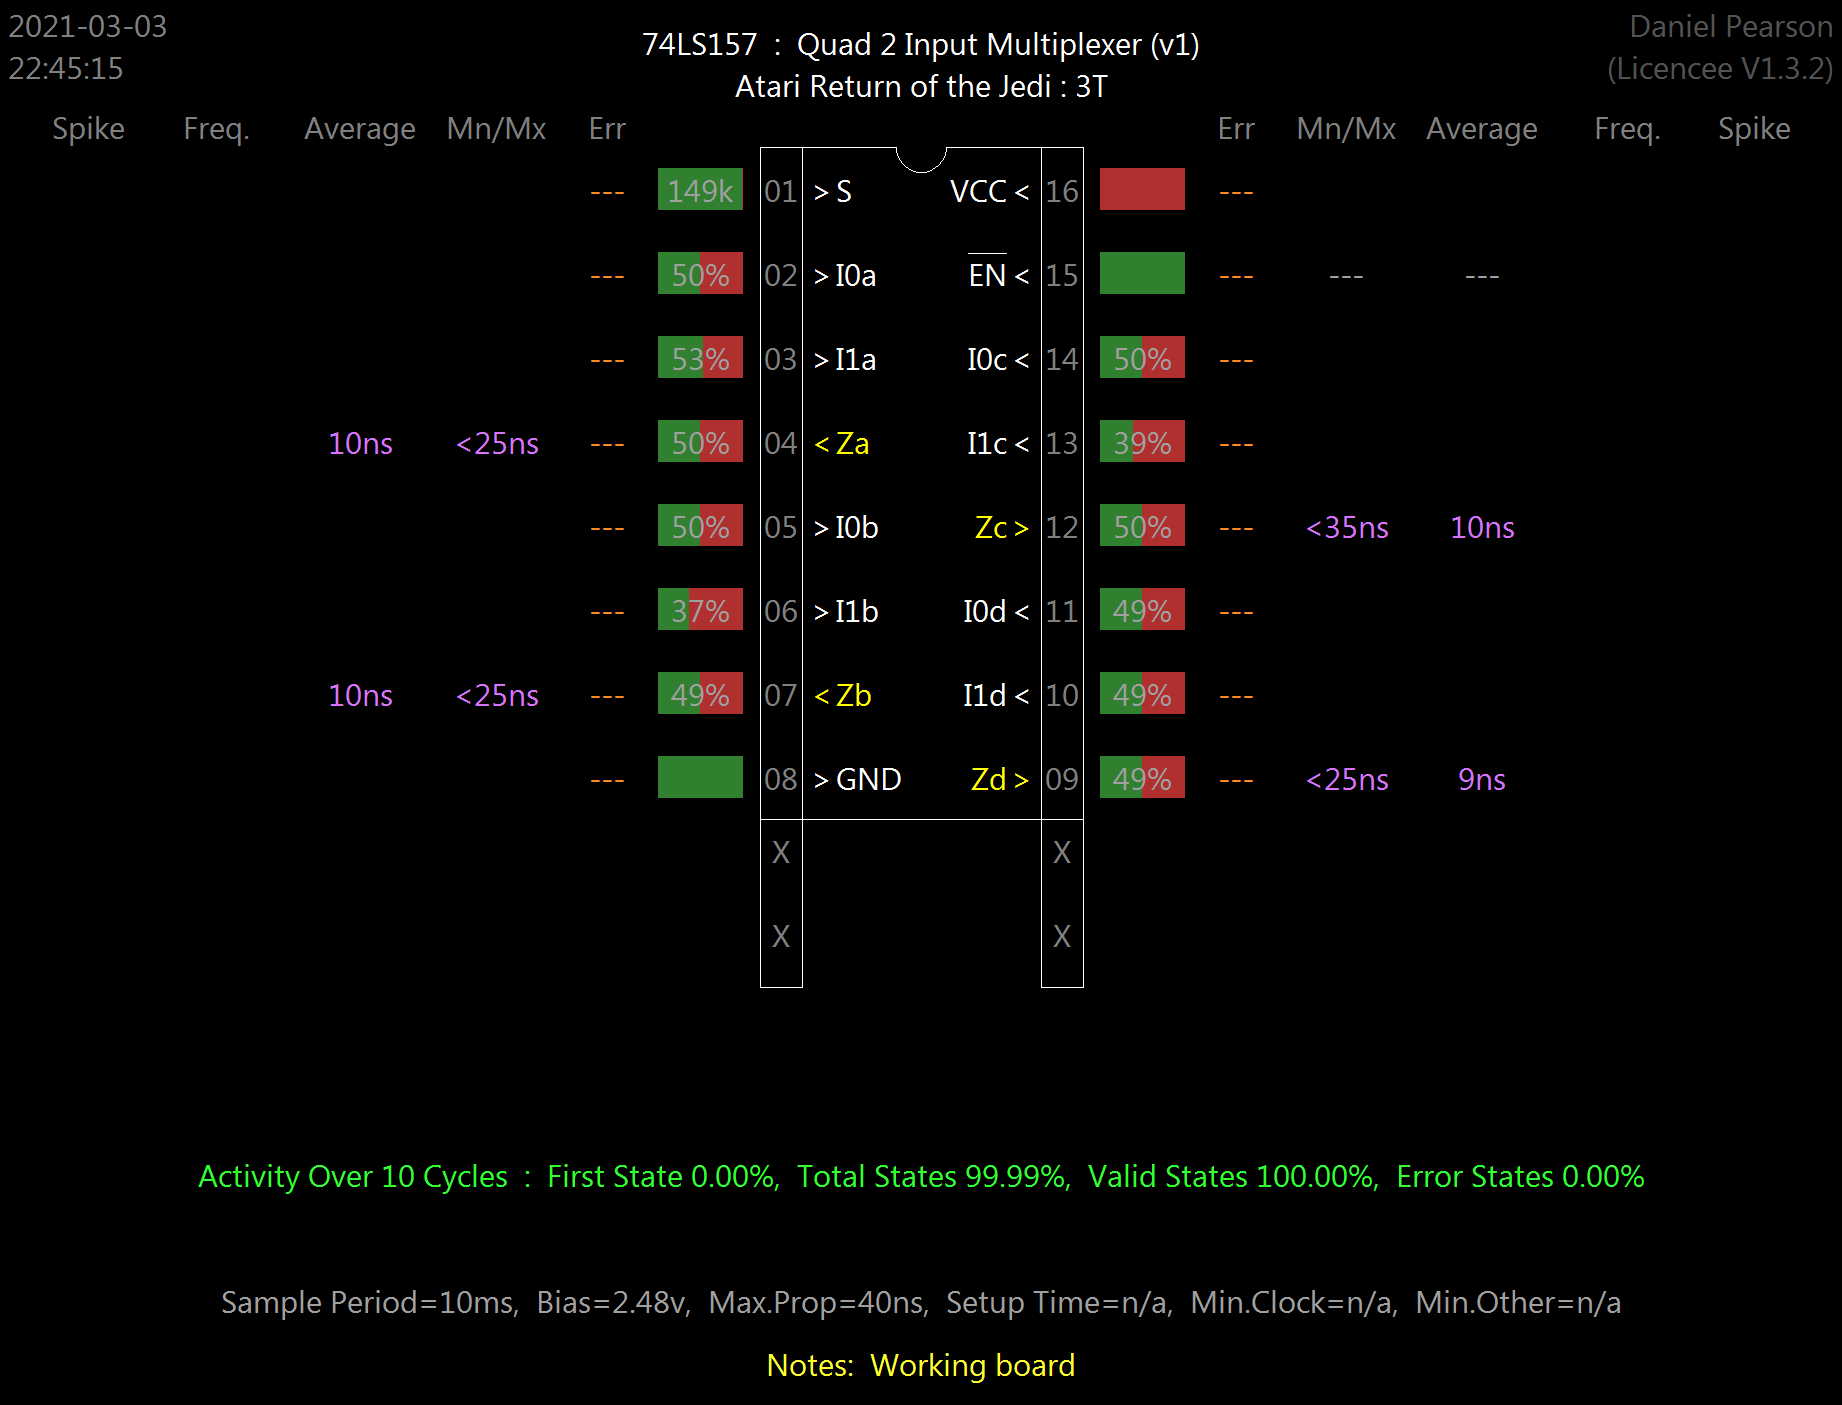 2021-03-03
22:45:15
74LS157 : Quad 2 Input Multiplexer (v1)
Atari Return of the Jedi : 3T
Daniel Pearson
(Licencee V1.3.2)
Spike Freq. Average Mn/Mx Err Err Mn/Mx Average Freq. Spike
--- 149k 01 >S VCC< 16 ---
--- 50% 02 >I0a EN< 15 --- --- ---
--- 53% 03 >I1a I0c< 14 50% ---
10ns <25ns --- 50% 04 <Za I1c< 13 39% ---
--- 50% 05 >I0b Zc> 12 50% --- <35ns 10ns
--- 37% 06 >I1b I0d< 11 49% ---
10ns <25ns --- 49% 07 <Zb I1d< 10 49% ---
--- 08 >GND Zd> 09 49% --- <25ns 9ns
X X
X X
Activity Over 10 Cycles : First State 0.00%, Total States 99.99%, Valid States 100.00%, Error States 0.00%
Sample Period=10ms, Bias=2.48v, Max.Prop=40ns, Setup Time=n/a, Min.Clock=n/a, Min.Other=n/a
Notes: Working board